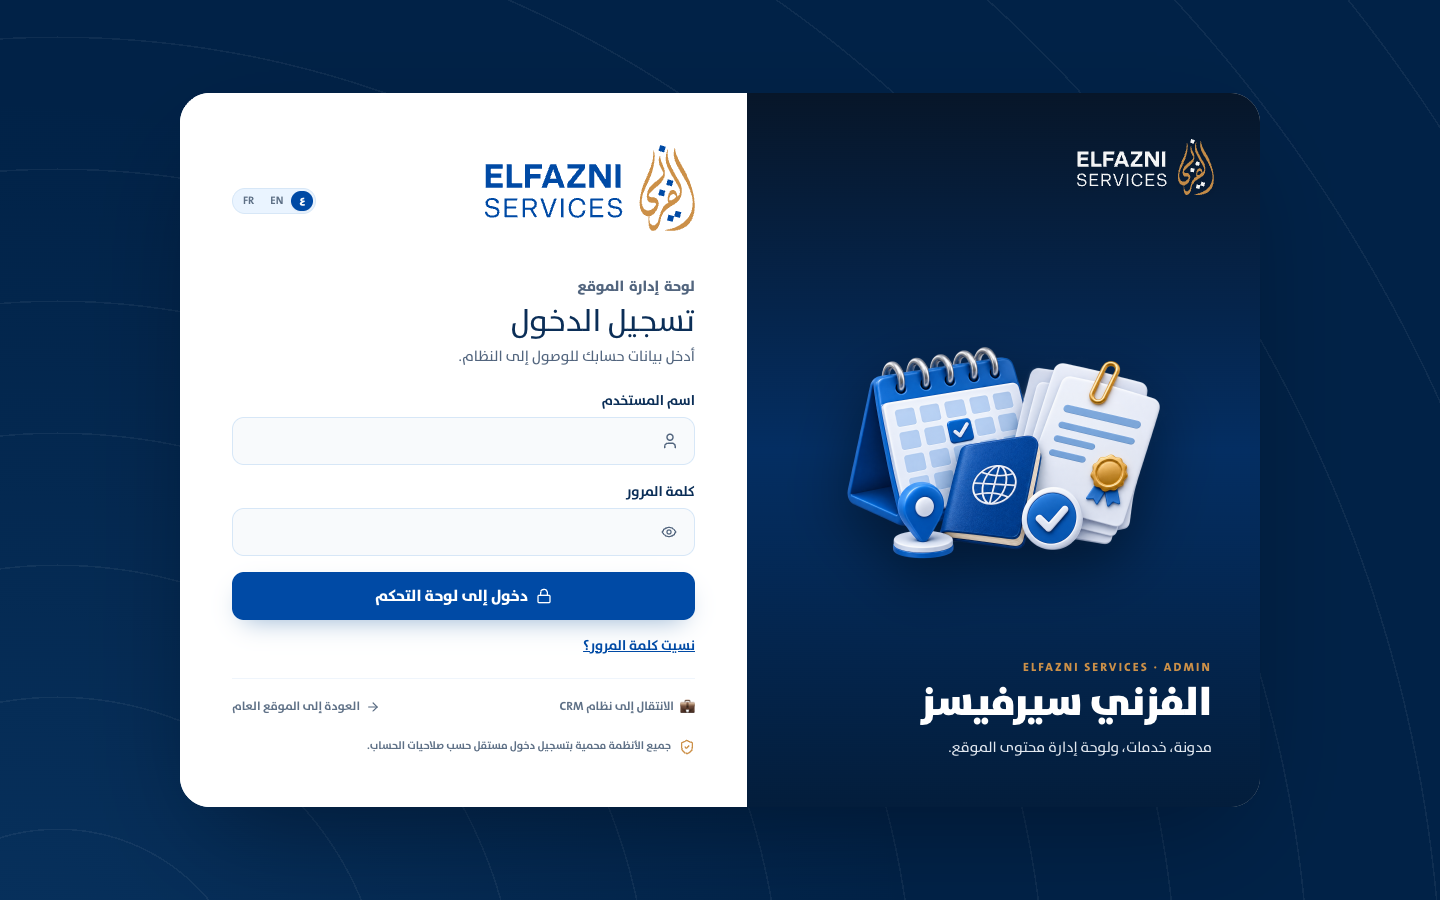 ELFAZNI
SERVICES
الفزني
ELFAZNI SERVICES · ADMIN
الفزني سيرفيسز
مدونة، خدمات، ولوحة إدارة محتوى الموقع.
ELFAZNI
SERVICES
الفزني
ع EN FR
لوحة إدارة الموقع
تسجيل الدخول
أدخل بيانات حسابك للوصول إلى النظام.
اسم المستخدم
كلمة المرور
دخول إلى لوحة التحكم
نسيت كلمة المرور؟
الانتقال إلى نظام CRM
العودة إلى الموقع العام
جميع الأنظمة محمية بتسجيل دخول مستقل حسب صلاحيات الحساب.